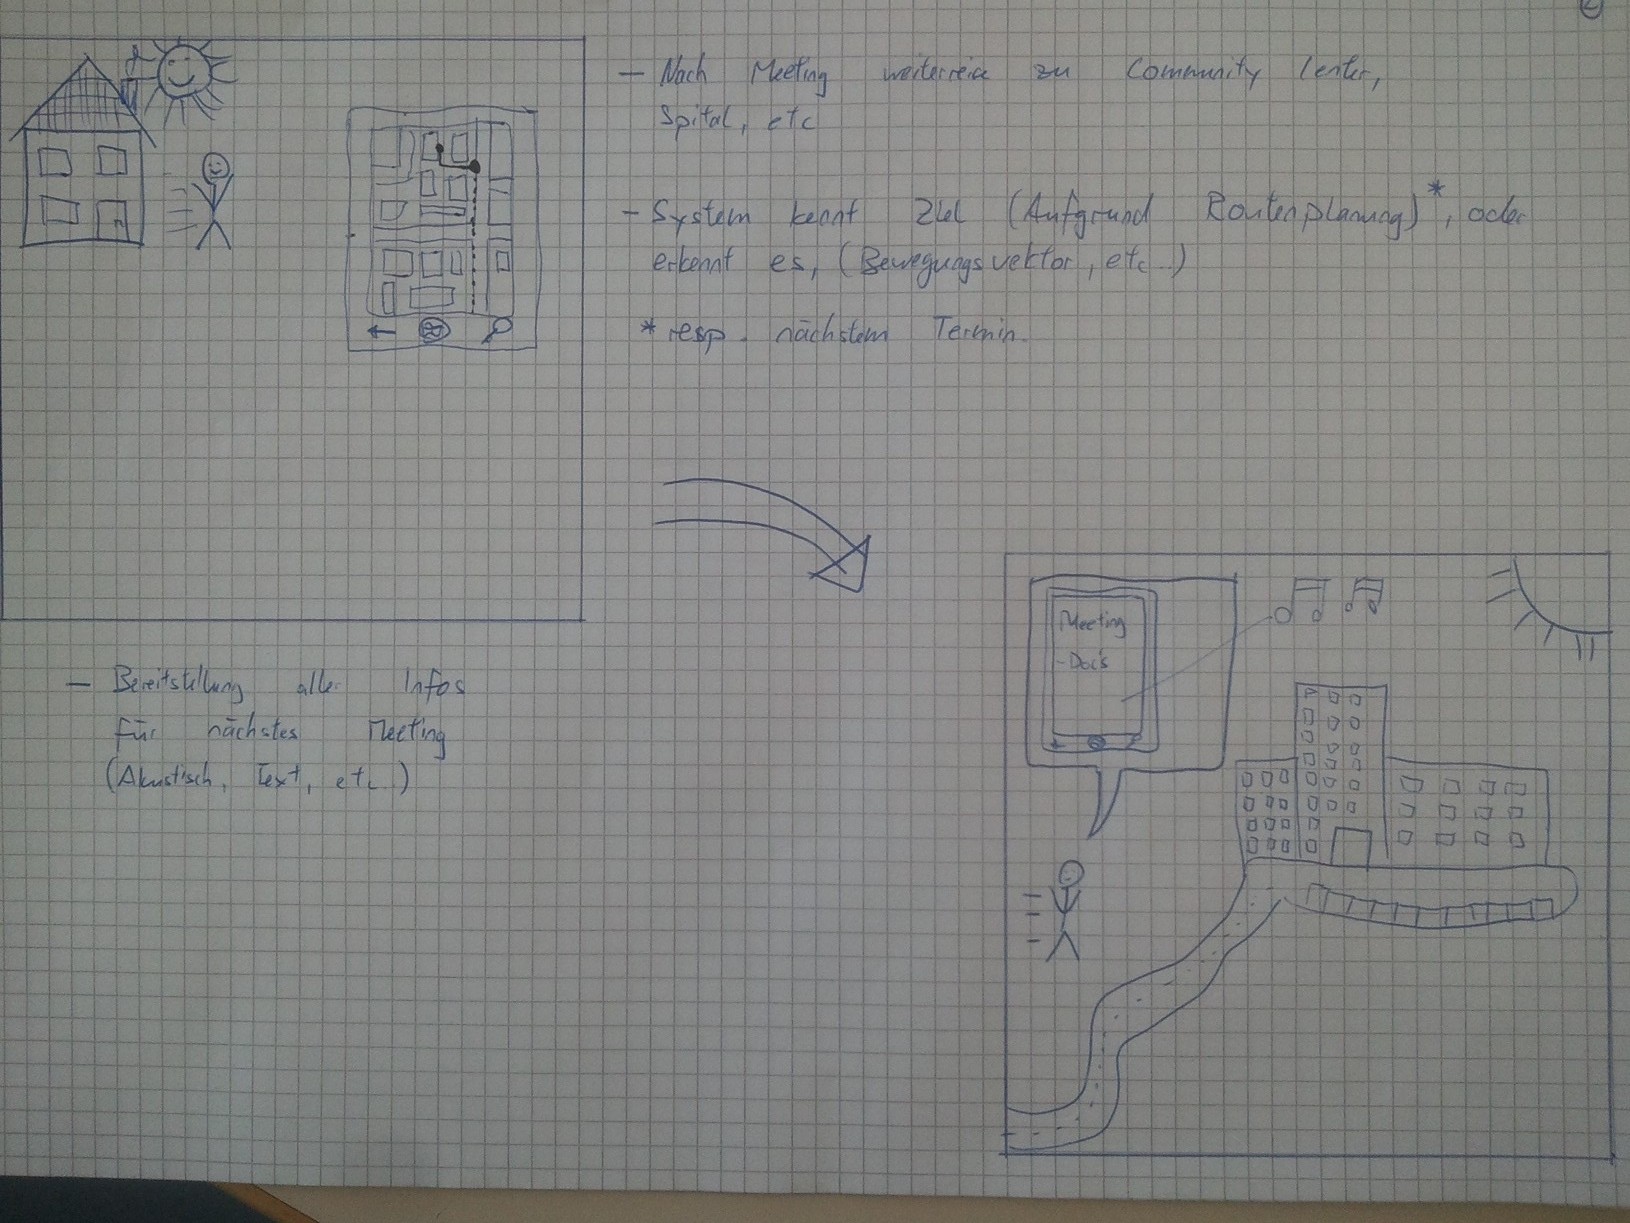 2
– Nach Meeting weiterreise zu Community Center,
Spital, etc
– System kennt Ziel (Aufgrund Routenplanung)*, oder
erkennt es, (Bewegungsvektor, etc...)
* resp. nächstem Termin.
Meeting
- Doc's
– Bereitstellung aller Infos
für nächstes Meeting
(Akustisch, Text, etc...)